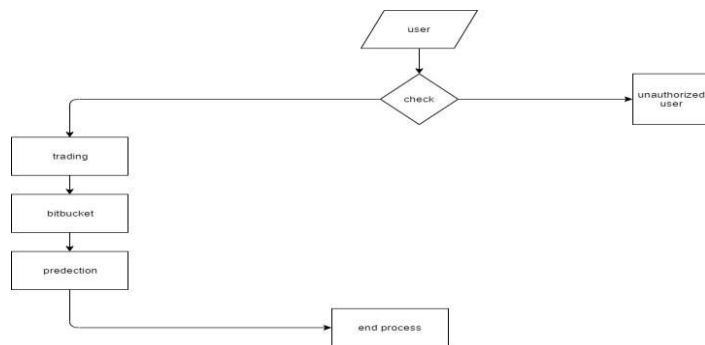 user
check
unauthorized
user
trading
bitbucket
predection
end process